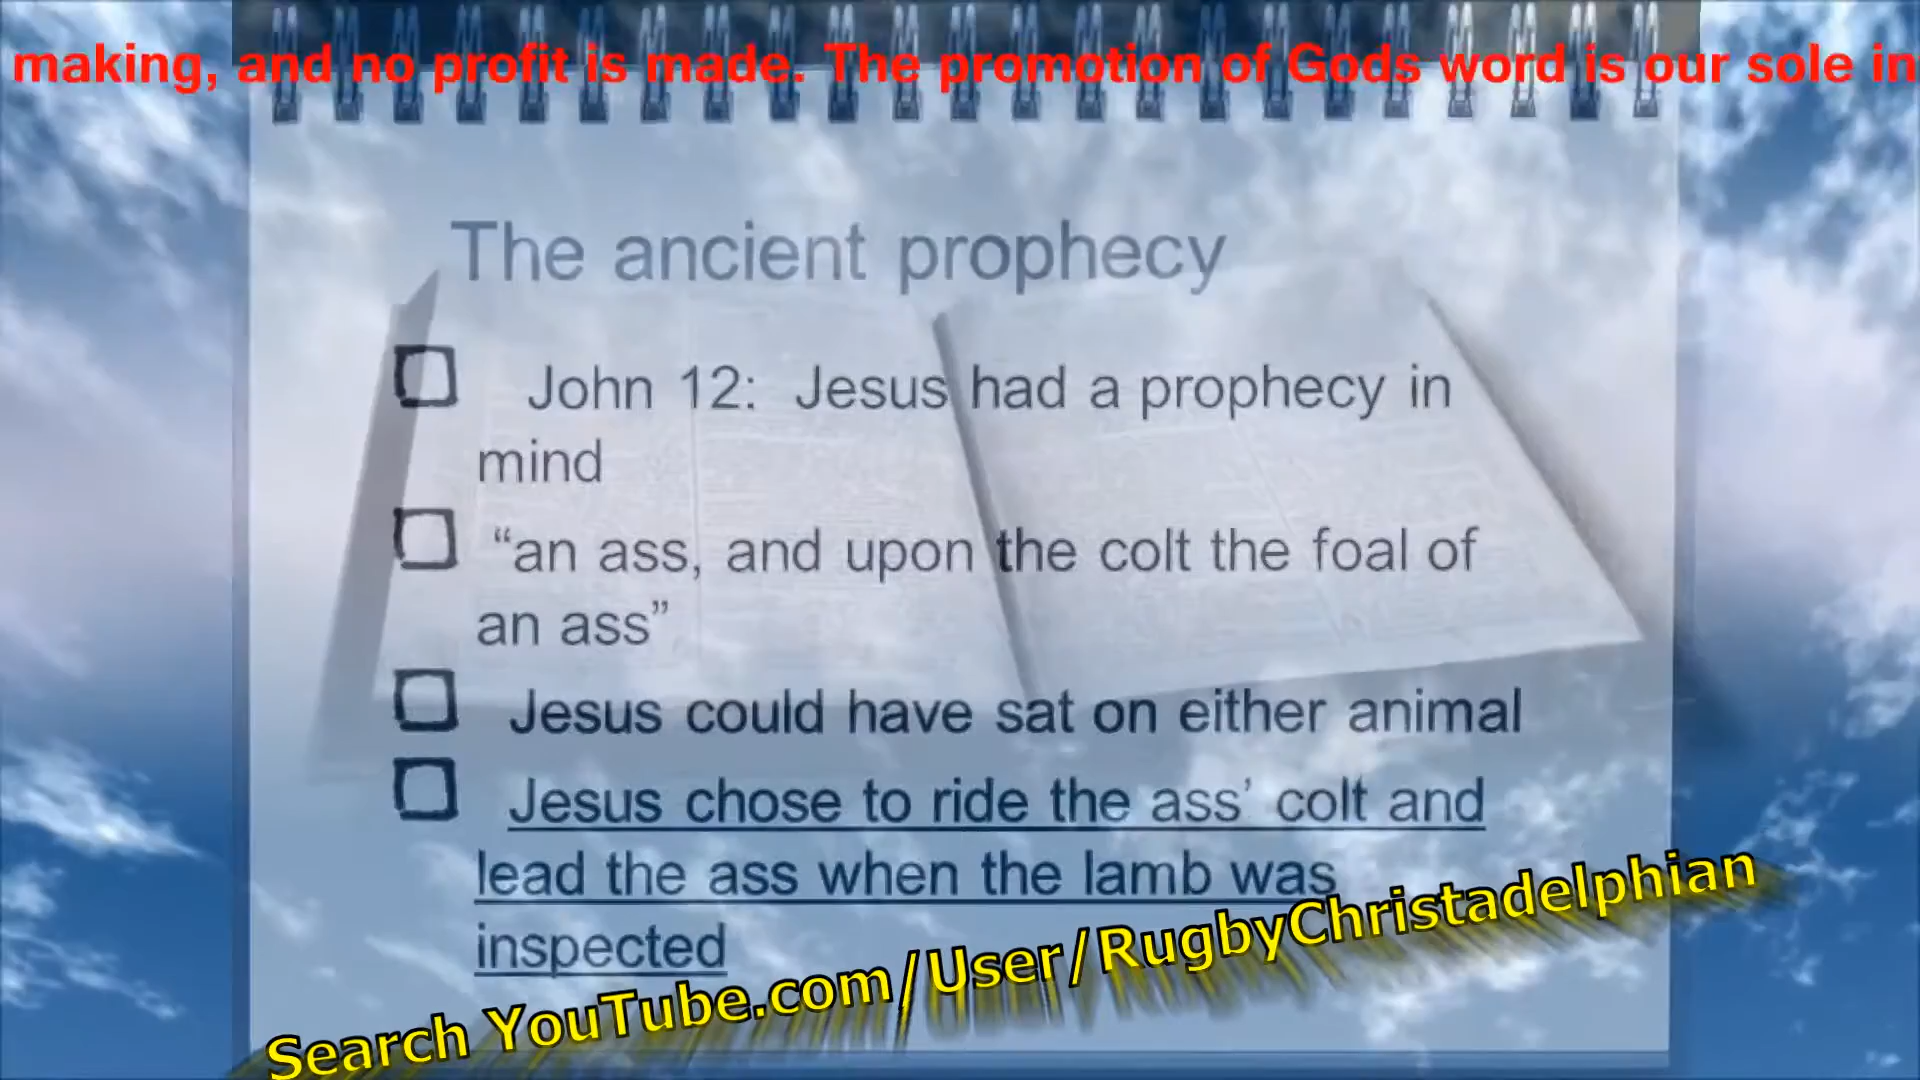 making, and no profit is made. The promotion of Gods word is our sole in
The ancient prophecy
John 12: Jesus had a prophecy in
mind
“an ass, and upon the colt the foal of
an ass”
Jesus could have sat on either animal
Jesus chose to ride the ass’ colt and
lead the ass when the lamb was
inspected
Search YouTube.com/User/RugbyChristadelphian